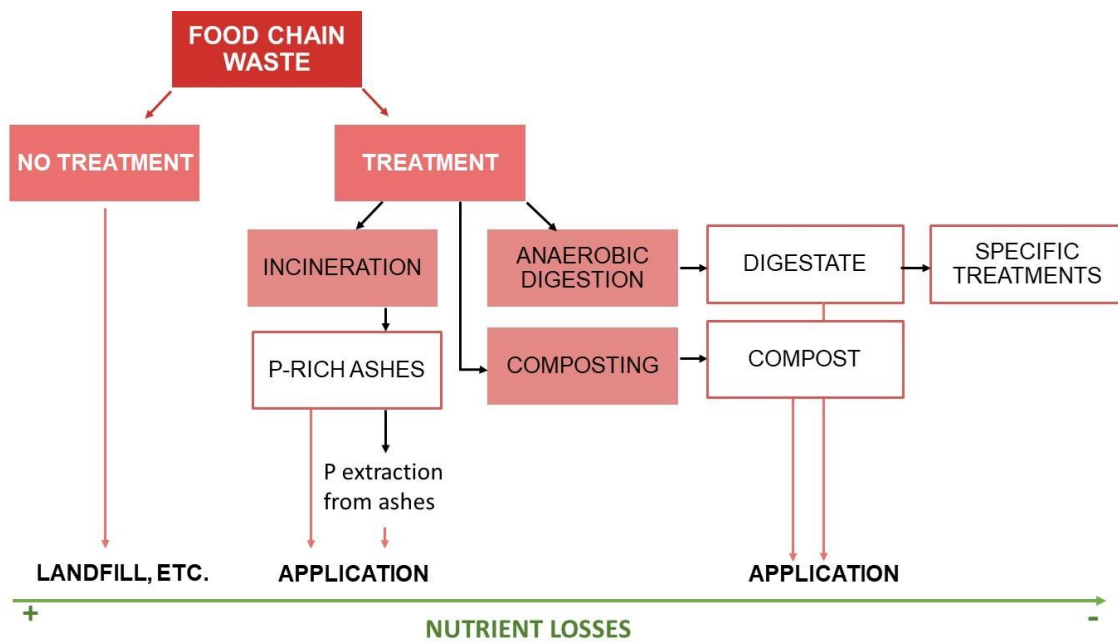 FOOD CHAIN
WASTE
NO TREATMENT
TREATMENT
INCINERATION
ANAEROBIC
DIGESTION
DIGESTATE
SPECIFIC
TREATMENTS
P-RICH ASHES
COMPOSTING
COMPOST
P extraction
from ashes
LANDFILL, ETC.
APPLICATION
APPLICATION
+
-
NUTRIENT LOSSES